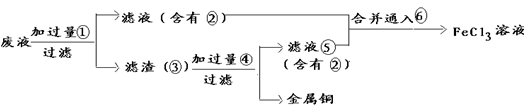 滤液（含有②） 合并通入⑥
废液 加过量① 过滤 FeCl3溶液
滤渣（③） 加过量④ 过滤 滤液⑤
（含有②）
金属铜